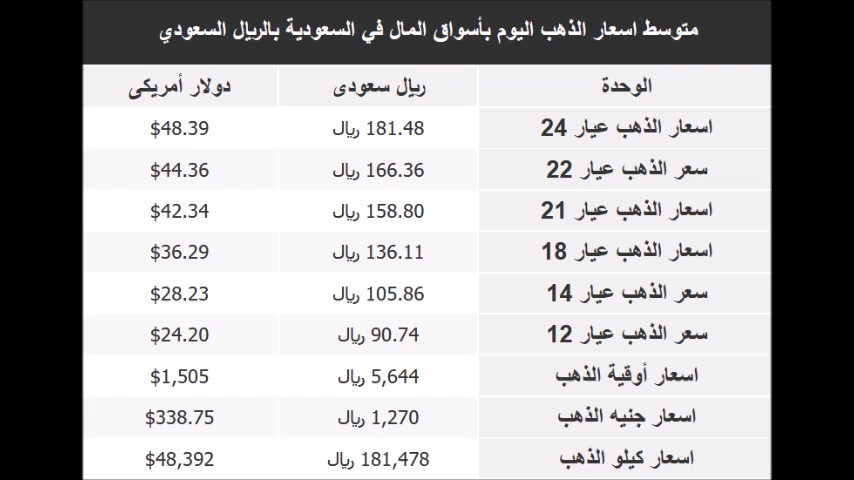 متوسط اسعار الذهب اليوم بأسواق المال في السعودية بالريال السعودي
الوحدة ريال سعودى دولار أمريكى
اسعار الذهب عيار 24 181.48 ريال $48.39
سعر الذهب عيار 22 166.36 ريال $44.36
اسعار الذهب عيار 21 158.80 ريال $42.34
اسعار الذهب عيار 18 136.11 ريال $36.29
سعر الذهب عيار 14 105.86 ريال $28.23
سعر الذهب عيار 12 90.74 ريال $24.20
اسعار أوقية الذهب 5,644 ريال $1,505
اسعار جنيه الذهب 1,270 ريال $338.75
اسعار كيلو الذهب 181,478 ريال $48,392